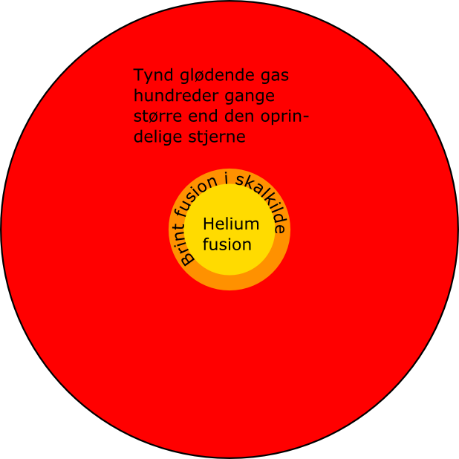 Tynd glødende gas
hundreder gange
større end den oprin-
delige stjerne
Brint fusion i skalkilde
Helium
fusion